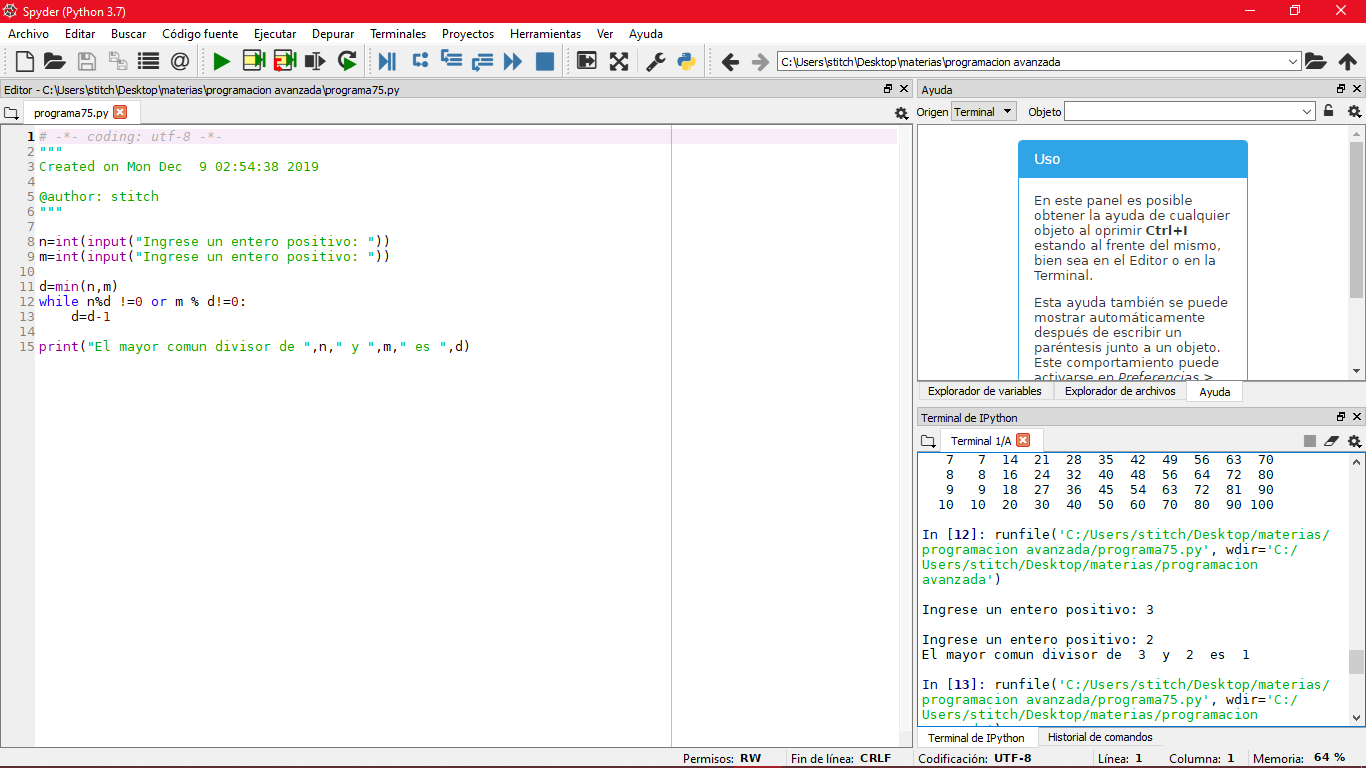 Spyder (Python 3.7)
Archivo Editar Buscar Código fuente Ejecutar Depurar Terminales Proyectos Herramientas Ver Ayuda
C:\Users\stitch\Desktop\materias\programacion avanzada
Editor - C:\Users\stitch\Desktop\materias\programacion avanzada\programa75.py
programa75.py
1 # -*- coding: utf-8 -*-
2 """
3 Created on Mon Dec  9 02:54:38 2019
4
5 @author: stitch
6 """
7
8 n=int(input("Ingrese un entero positivo: "))
9 m=int(input("Ingrese un entero positivo: "))
10
11 d=min(n,m)
12 while n%d !=0 or m % d!=0:
13     d=d-1
14
15 print("El mayor comun divisor de ",n," y ",m," es ",d)
Ayuda
Origen Terminal Objeto
Uso
En este panel es posible
obtener la ayuda de cualquier
objeto al oprimir Ctrl+I
estando al frente del mismo,
bien sea en el Editor o en la
Terminal.
Esta ayuda también se puede
mostrar automáticamente
después de escribir un
paréntesis junto a un objeto.
Este comportamiento puede
activarse en Preferencias >
Explorador de variables Explorador de archivos Ayuda
Terminal de IPython
Terminal 1/A
7 7 14 21 28 35 42 49 56 63 70
8 8 16 24 32 40 48 56 64 72 80
9 9 18 27 36 45 54 63 72 81 90
10 10 20 30 40 50 60 70 80 90 100
In [12]: runfile('C:/Users/stitch/Desktop/materias/
programacion avanzada/programa75.py', wdir='C:/
Users/stitch/Desktop/materias/programacion
avanzada')
Ingrese un entero positivo: 3
Ingrese un entero positivo: 2
El mayor comun divisor de  3  y  2  es  1
In [13]: runfile('C:/Users/stitch/Desktop/materias/
programacion avanzada/programa75.py', wdir='C:/
Users/stitch/Desktop/materias/programacion
Terminal de IPython Historial de comandos
Permisos: RW Fin de línea: CRLF Codificación: UTF-8 Línea: 1 Columna: 1 Memoria: 64 %